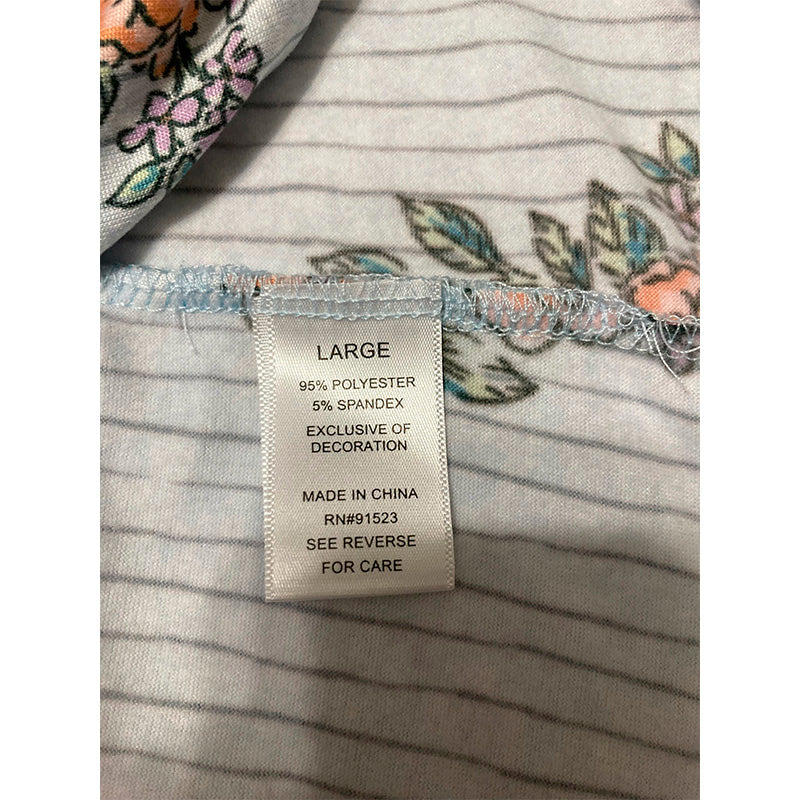 LARGE
95% POLYESTER
5% SPANDEX
EXCLUSIVE OF
DECORATION
MADE IN CHINA
RN#91523
SEE REVERSE
FOR CARE